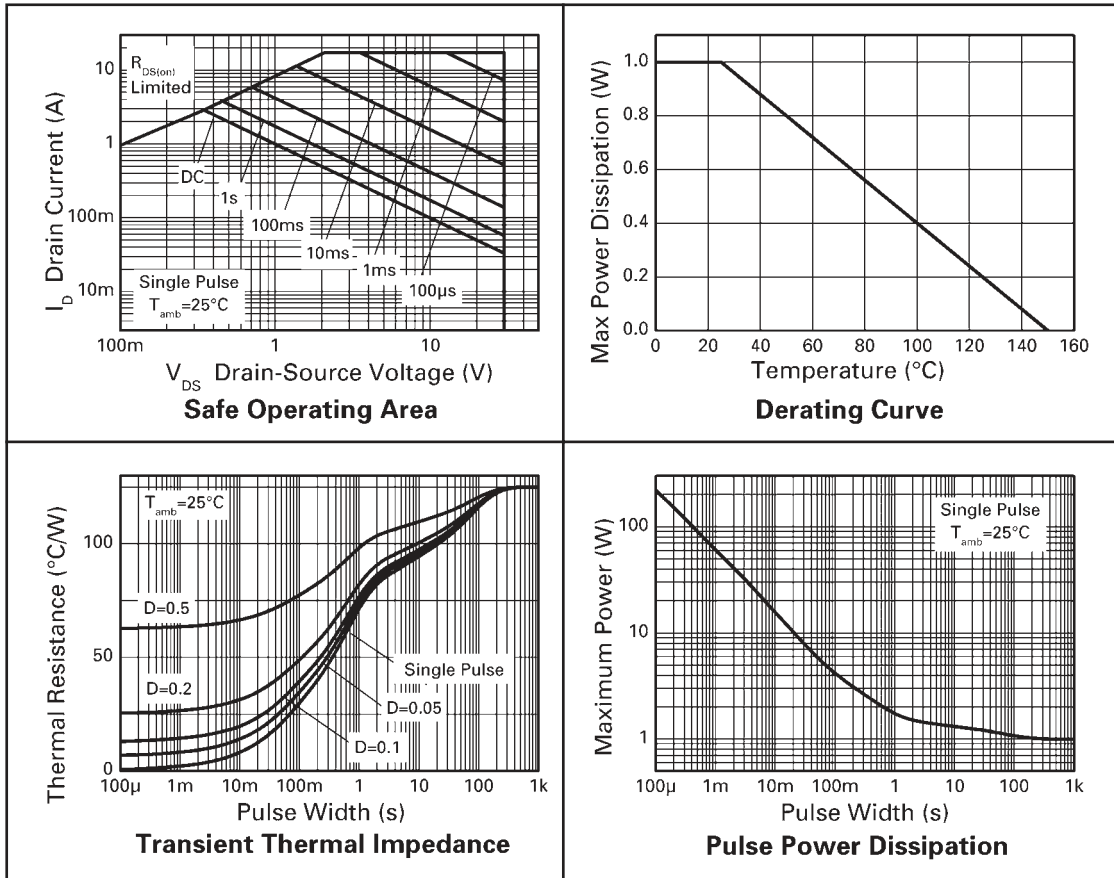 R_DS(on)
Limited
10
1
100m
10m
I_D Drain Current (A)
DC
1s
100ms
10ms
1ms
100µs
Single Pulse
T_amb=25°C
100m 1 10
V_DS Drain-Source Voltage (V)
Safe Operating Area
Max Power Dissipation (W)
1.0
0.8
0.6
0.4
0.2
0.0
0 20 40 60 80 100 120 140 160
Temperature (°C)
Derating Curve
Thermal Resistance (°C/W)
T_amb=25°C
100
50
0
D=0.5
D=0.2
Single Pulse
D=0.05
D=0.1
100µ 1m 10m 100m 1 10 100 1k
Pulse Width (s)
Transient Thermal Impedance
Maximum Power (W)
Single Pulse
T_amb=25°C
100
10
1
100µ 1m 10m 100m 1 10 100 1k
Pulse Width (s)
Pulse Power Dissipation